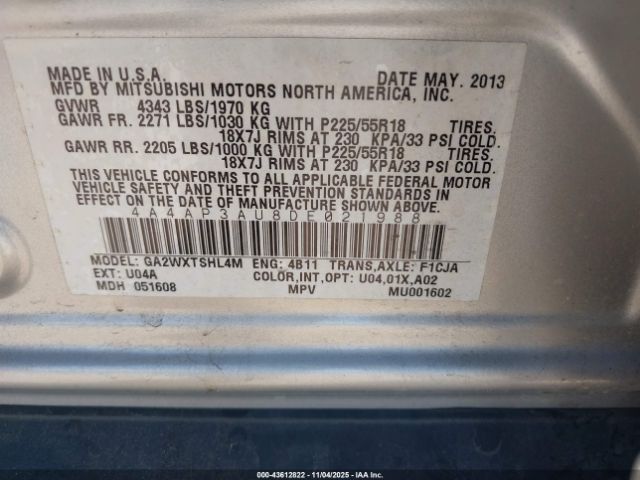 MADE IN U.S.A. DATE MAY. 2013
MFD BY MITSUBISHI MOTORS NORTH AMERICA, INC.
GVWR 4343 LBS/1970 KG
GAWR FR. 2271 LBS/1030 KG WITH P225/55R18 TIRES.
18X7J RIMS AT 230 KPA/33 PSI COLD.
GAWR RR. 2205 LBS/1000 KG WITH P225/55R18 TIRES.
18X7J RIMS AT 230 KPA/33 PSI COLD.
THIS VEHICLE CONFORMS TO ALL APPLICABLE FEDERAL MOTOR
VEHICLE SAFETY AND THEFT PREVENTION STANDARDS IN
EFFECT ON THE DATE OF MANUFACTURE SHOWN ABOVE.
4A4AP3AU8DE021988
MODEL: GA2WXTSHL4M ENG: 4B11 TRANS,AXLE: F1CJA
EXT: U04A COLOR,INT,OPT: U04,01X,A02
MDH 051608 MPV MU001602
000-43612822 - 11/04/2025 - IAA Inc.